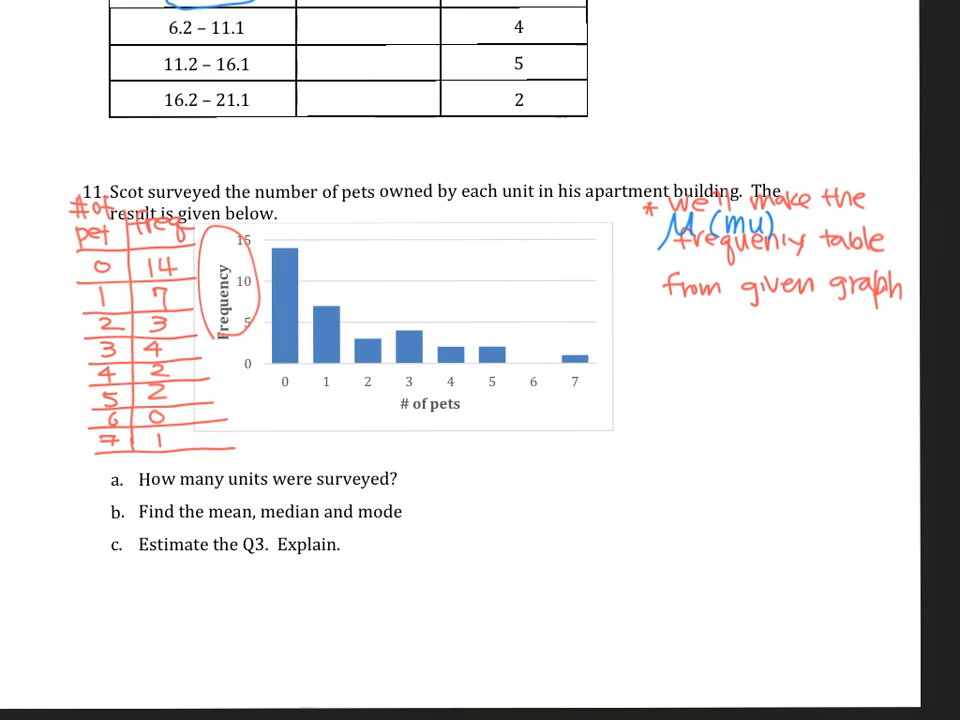 6.2 – 11.1 4
11.2 – 16.1 5
16.2 – 21.1 2
11. Scot surveyed the number of pets owned by each unit in his apartment building. The
result is given below.
* We'll make the
frequenly table
from given graph
M (mu)
# of pet freq
0 14
1 7
2 3
3 4
4 2
5 2
6 0
7 1
Frequency
15
10
5
0
0 1 2 3 4 5 6 7
# of pets
a. How many units were surveyed?
b. Find the mean, median and mode
c. Estimate the Q3. Explain.